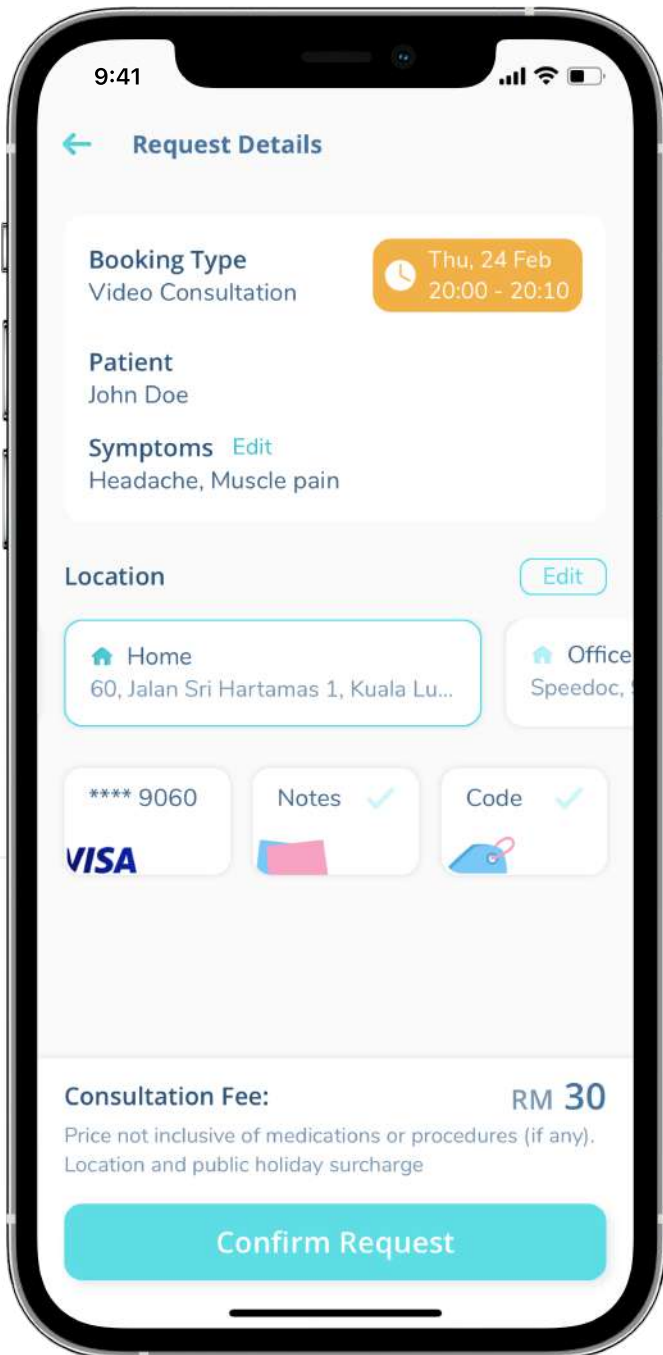 9:41
Request Details
Booking Type
Video Consultation
Thu, 24 Feb
20:00 - 20:10
Patient
John Doe
Symptoms Edit
Headache, Muscle pain
Location Edit
Home
60, Jalan Sri Hartamas 1, Kuala Lu...
Office
Speedoc,
**** 9060
VISA
Notes
Code
Consultation Fee: RM 30
Price not inclusive of medications or procedures (if any).
Location and public holiday surcharge
Confirm Request